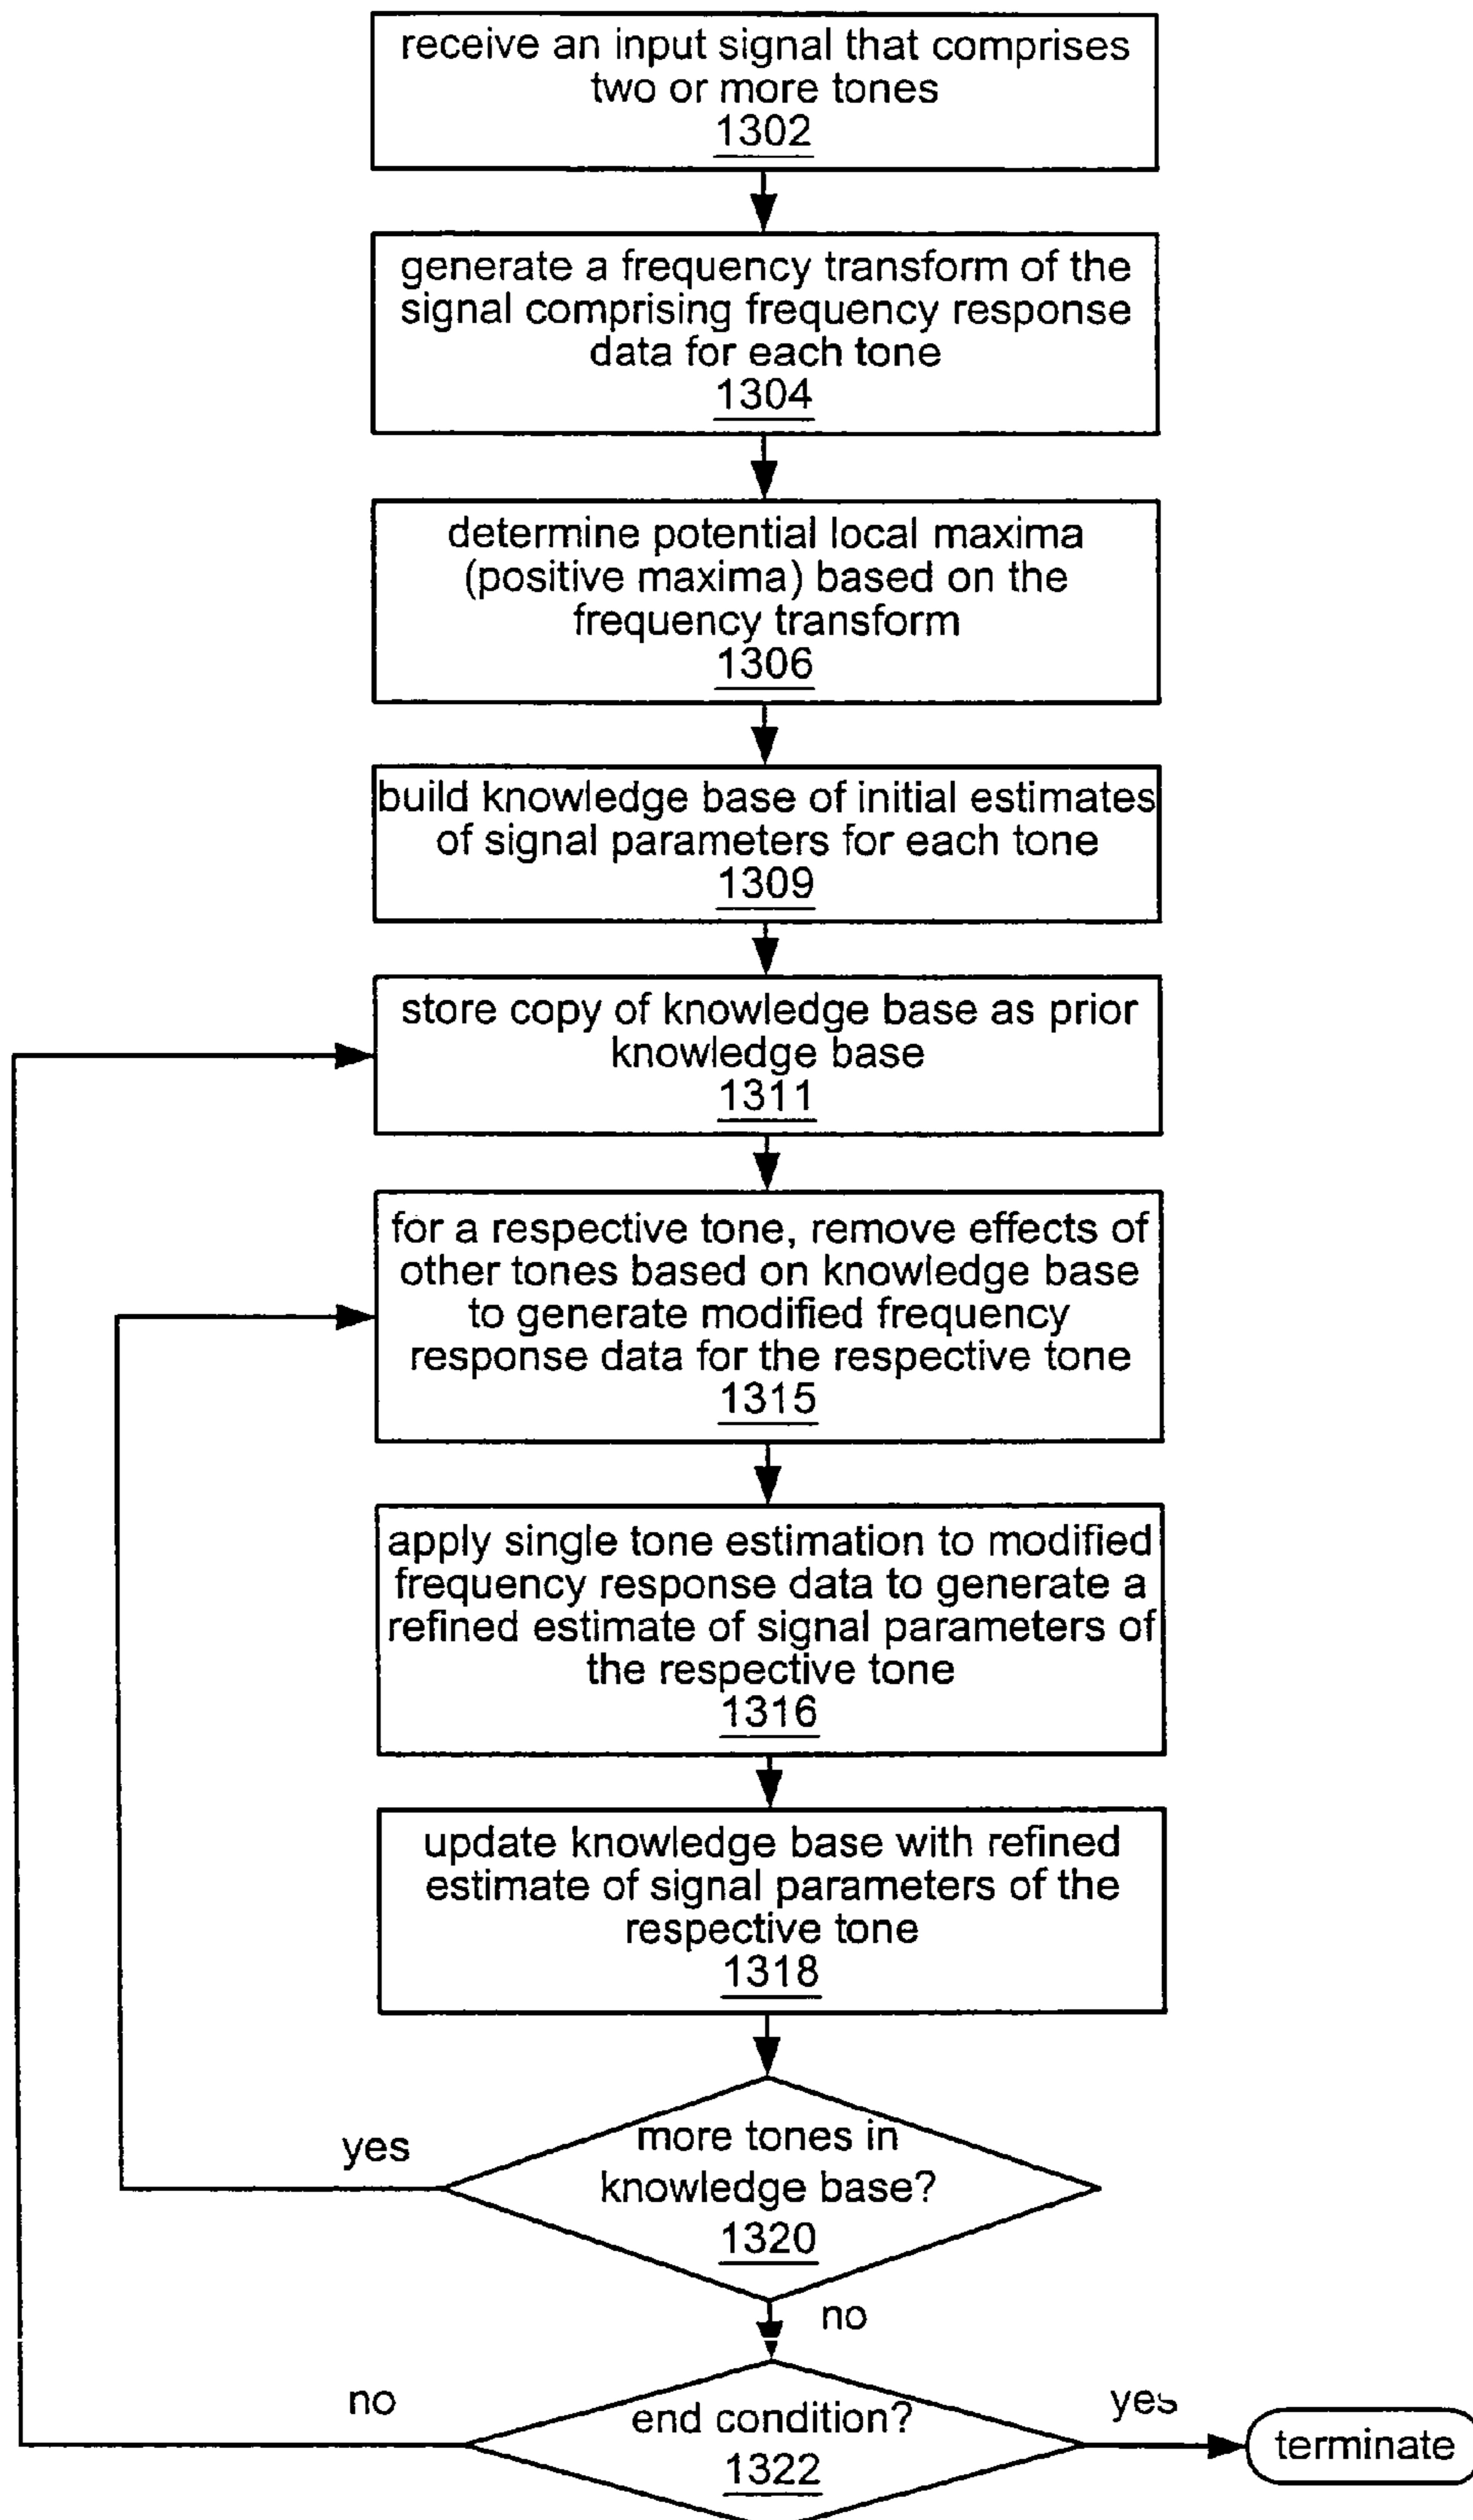 receive an input signal that comprises
two or more tones
1302
generate a frequency transform of the
signal comprising frequency response
data for each tone
1304
determine potential local maxima
(positive maxima) based on the
frequency transform
1306
build knowledge base of initial estimates
of signal parameters for each tone
1309
store copy of knowledge base as prior
knowledge base
1311
for a respective tone, remove effects of
other tones based on knowledge base
to generate modified frequency
response data for the respective tone
1315
apply single tone estimation to modified
frequency response data to generate a
refined estimate of signal parameters of
the respective tone
1316
update knowledge base with refined
estimate of signal parameters of the
respective tone
1318
yes
more tones in
knowledge base?
1320
no
no
end condition?
1322
yes
terminate